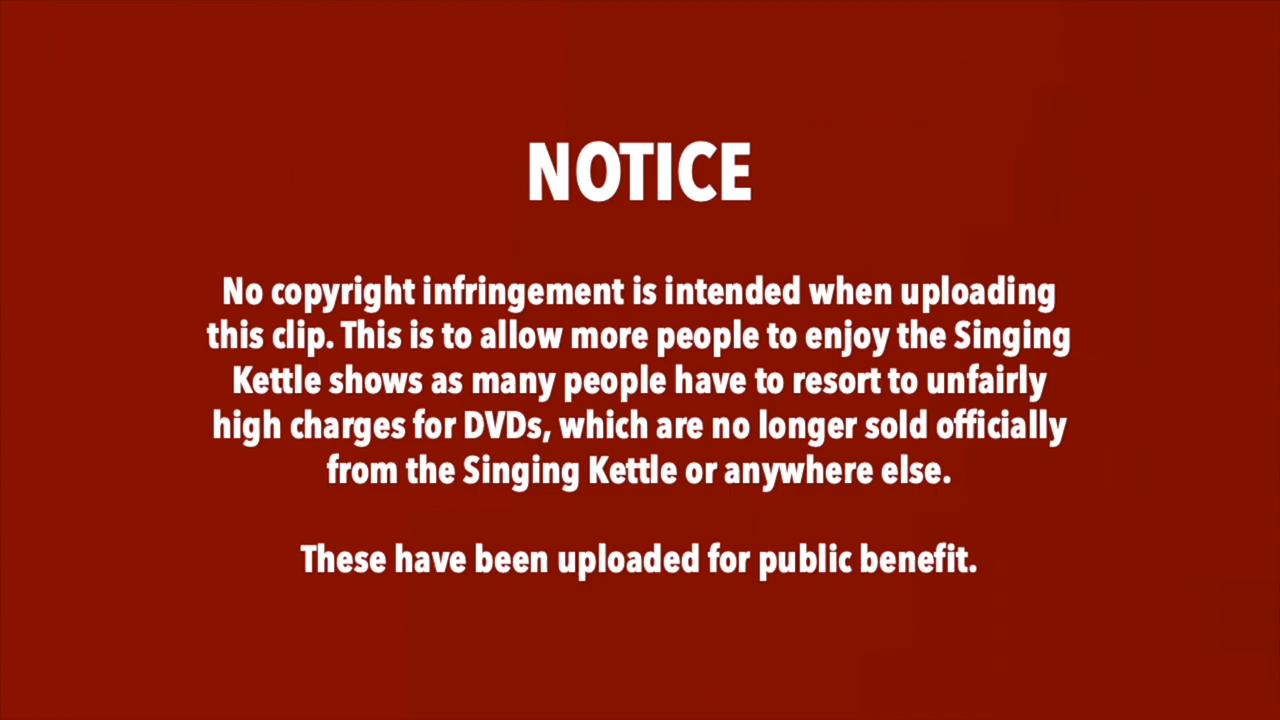 NOTICE
No copyright infringement is intended when uploading
this clip. This is to allow more people to enjoy the Singing
Kettle shows as many people have to resort to unfairly
high charges for DVDs, which are no longer sold officially
from the Singing Kettle or anywhere else.
These have been uploaded for public benefit.